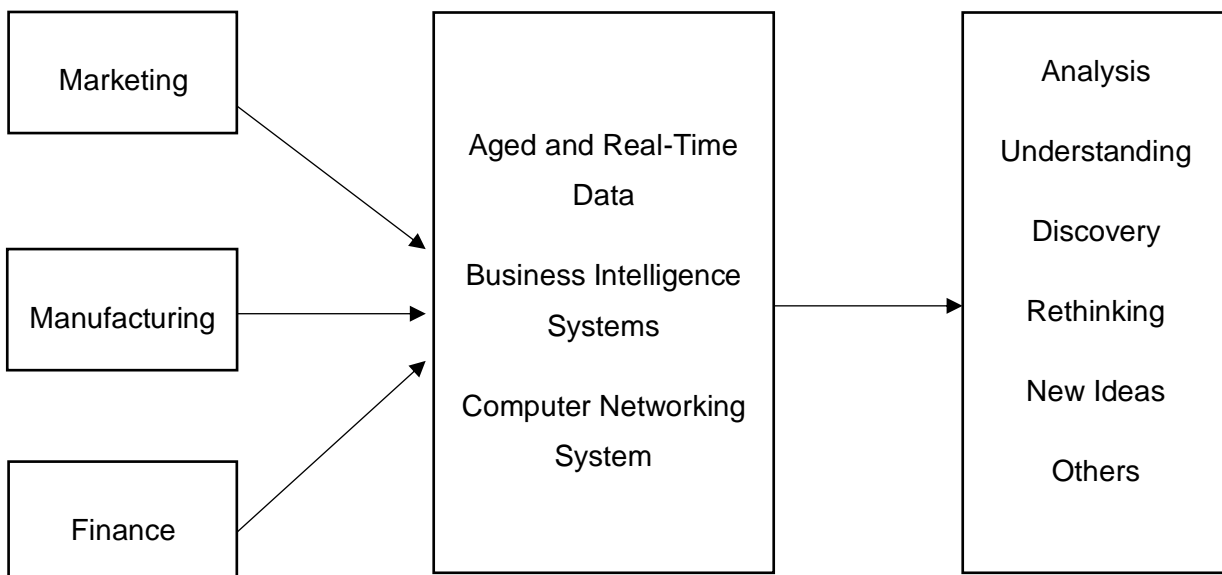 Marketing
Manufacturing
Finance
Aged and Real-Time
Data
Business Intelligence
Systems
Computer Networking
System
Analysis
Understanding
Discovery
Rethinking
New Ideas
Others